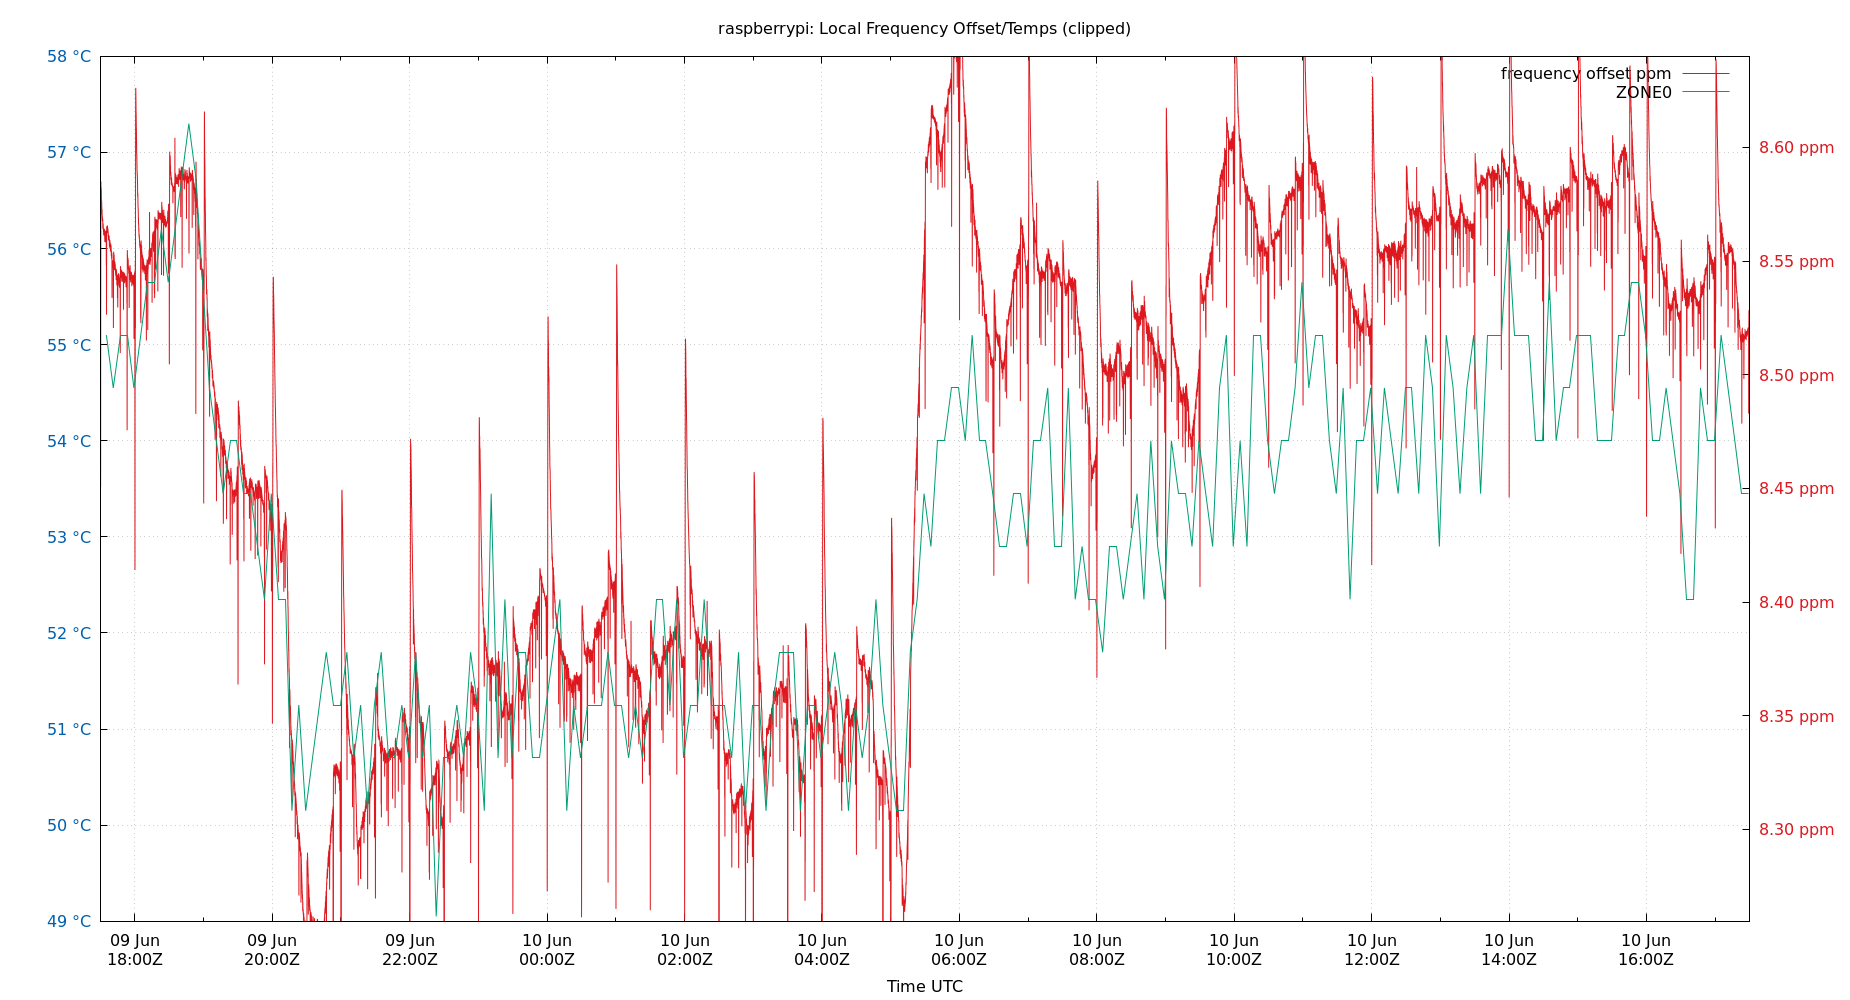 raspberrypi: Local Frequency Offset/Temps (clipped)
frequency offset ppm
ZONE0
58 °C
57 °C
56 °C
55 °C
54 °C
53 °C
52 °C
51 °C
50 °C
49 °C
8.60 ppm
8.55 ppm
8.50 ppm
8.45 ppm
8.40 ppm
8.35 ppm
8.30 ppm
09 Jun 09 Jun 09 Jun 10 Jun 10 Jun 10 Jun 10 Jun 10 Jun 10 Jun 10 Jun 10 Jun 10 Jun
18:00Z 20:00Z 22:00Z 00:00Z 02:00Z 04:00Z 06:00Z 08:00Z 10:00Z 12:00Z 14:00Z 16:00Z
Time UTC